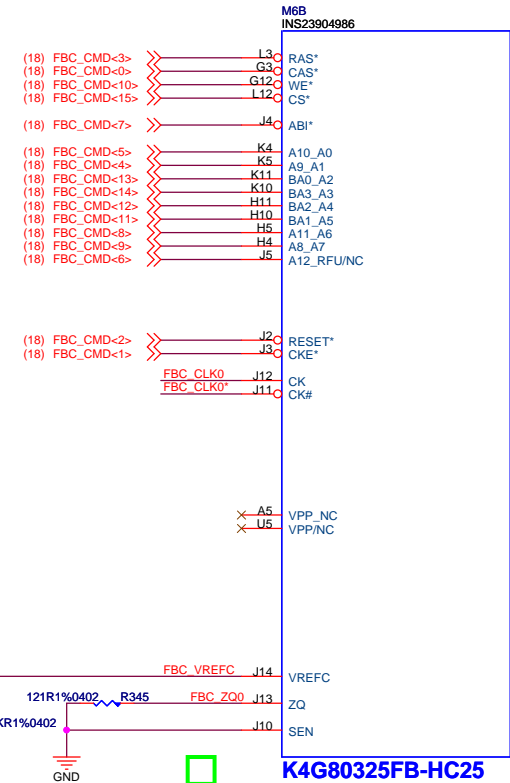 M6B
INS23904986
(18) FBC_CMD<3> L3 RAS*
(18) FBC_CMD<0> G3 CAS*
(18) FBC_CMD<10> G12 WE*
(18) FBC_CMD<15> L12 CS*
(18) FBC_CMD<7> J4 ABI*
(18) FBC_CMD<5> K4 A10_A0
(18) FBC_CMD<4> K5 A9_A1
(18) FBC_CMD<13> K11 BA0_A2
(18) FBC_CMD<14> K10 BA3_A3
(18) FBC_CMD<12> H11 BA2_A4
(18) FBC_CMD<11> H10 BA1_A5
(18) FBC_CMD<8> H5 A11_A6
(18) FBC_CMD<9> H4 A8_A7
(18) FBC_CMD<6> J5 A12_RFU/NC
(18) FBC_CMD<2> J2 RESET*
(18) FBC_CMD<1> J3 CKE*
FBC_CLK0 J12 CK
FBC_CLK0* J11 CK#
A5 VPP_NC
U5 VPP/NC
FBC_VREFC J14 VREFC
121R1%0402 R345 FBC_ZQ0 J13 ZQ
KR1%0402 J10 SEN
GND
K4G80325FB-HC25